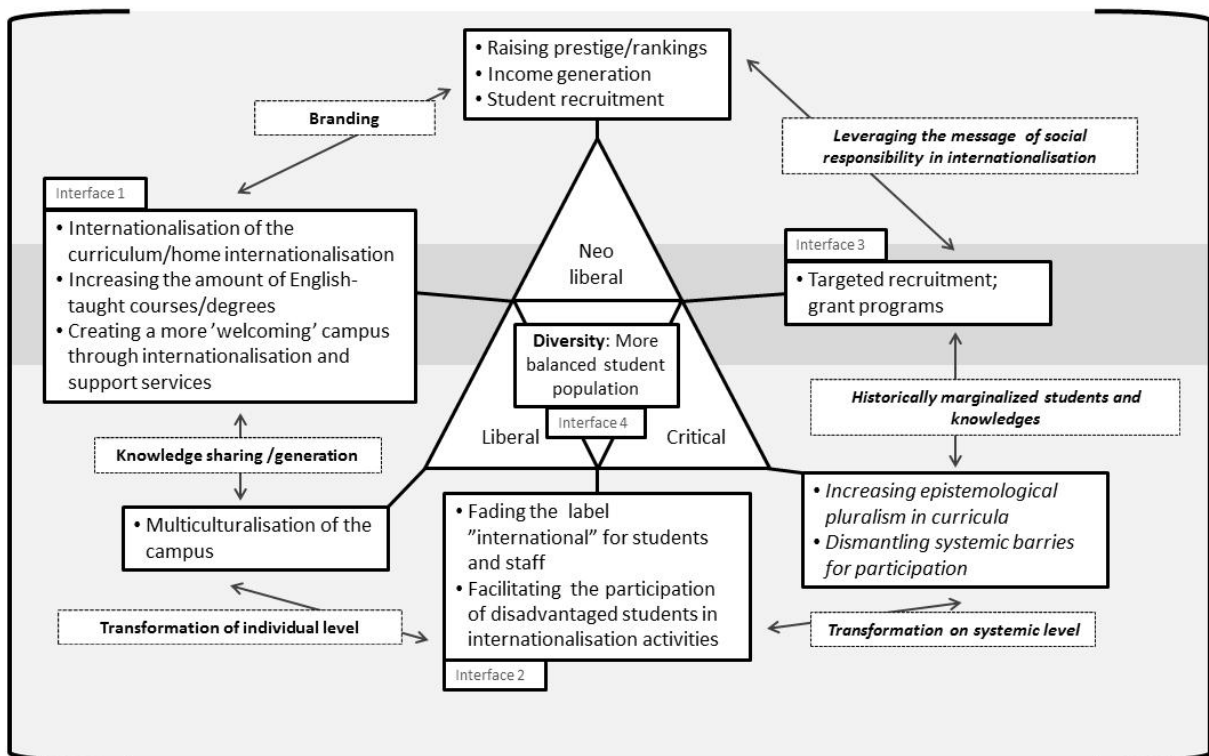 • Raising prestige/rankings
• Income generation
• Student recruitment
Branding
Leveraging the message of social
responsibility in internationalisation
Interface 1
• Internationalisation of the
curriculum/home internationalisation
• Increasing the amount of English-
taught courses/degrees
• Creating a more ’welcoming’ campus
through internationalisation and
support services
Neo
liberal
Interface 3
• Targeted recruitment;
grant programs
Diversity: More
balanced student
population
Interface 4
Liberal
Critical
Historically marginalized students and
knowledges
Knowledge sharing /generation
• Multiculturalisation of the
campus
• Fading the label
”international” for students
and staff
• Facilitating the participation
of disadvantaged students in
internationalisation activities
Interface 2
• Increasing epistemological
pluralism in curricula
• Dismantling systemic barries
for participation
Transformation of individual level
Transformation on systemic level